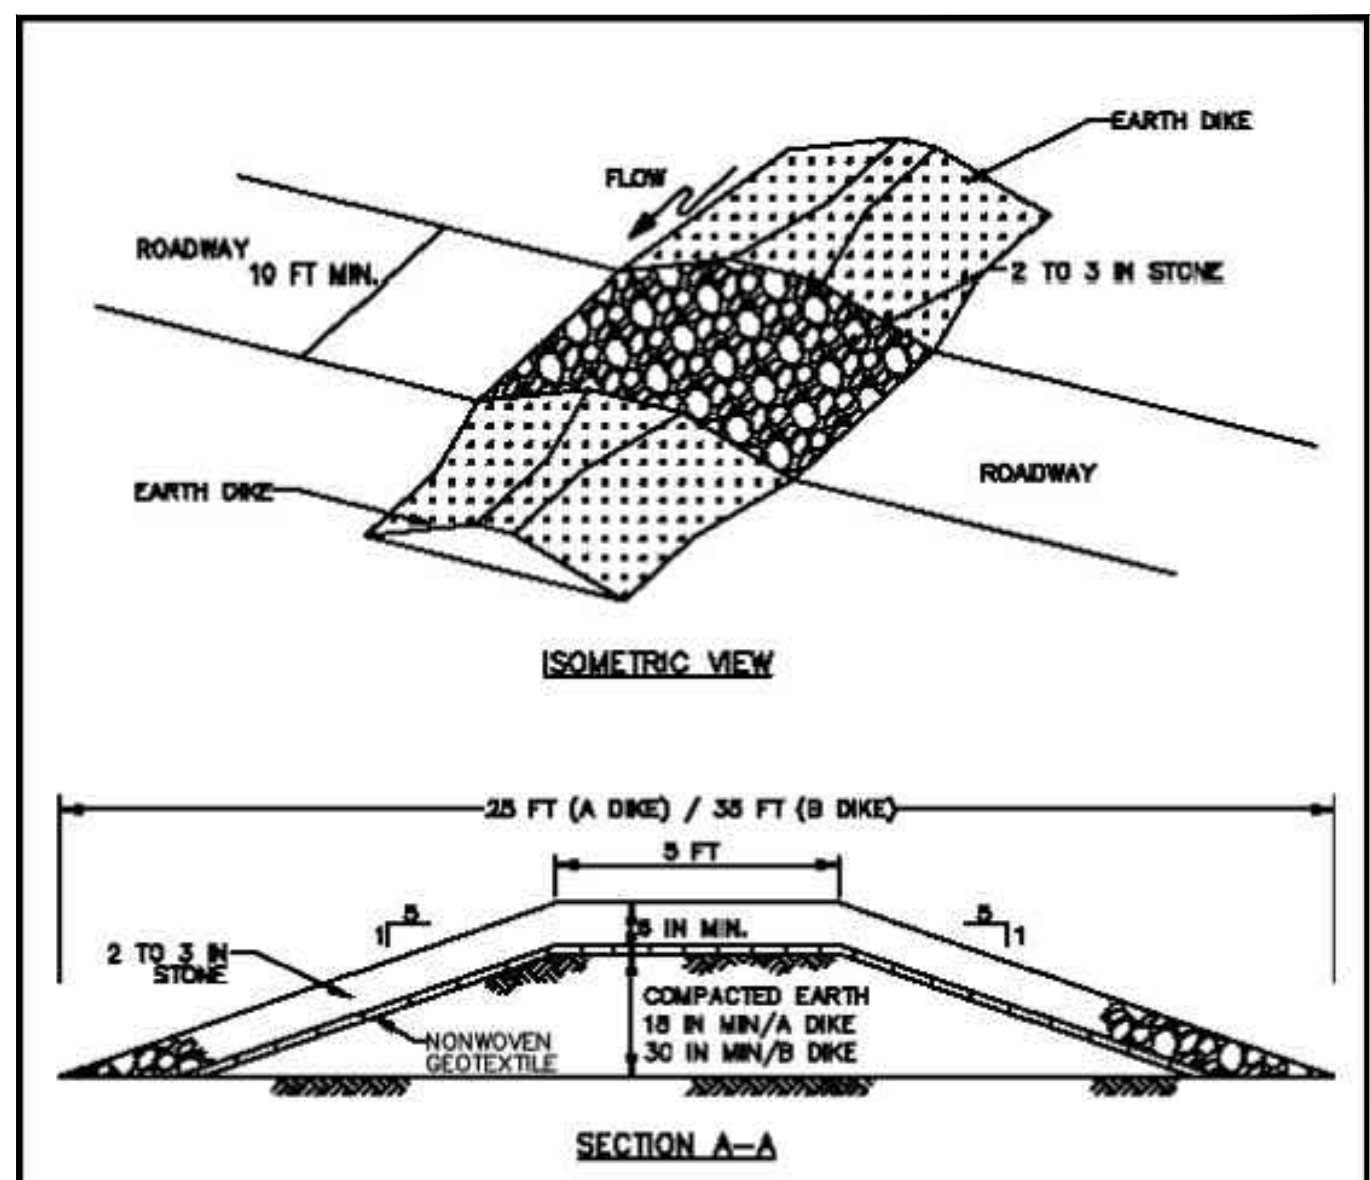 EARTH DIKE
FLOW
ROADWAY
10 FT MIN.
2 TO 3 IN STONE
ROADWAY
EARTH DIKE
ISOMETRIC VIEW
25 FT (A DIKE) / 35 FT (B DIKE)
5 FT
5
1
6 IN MIN.
5
1
2 TO 3 IN
STONE
COMPACTED EARTH
18 IN MIN/A DIKE
30 IN MIN/B DIKE
NONWOVEN
GEOTEXTILE
SECTION A-A